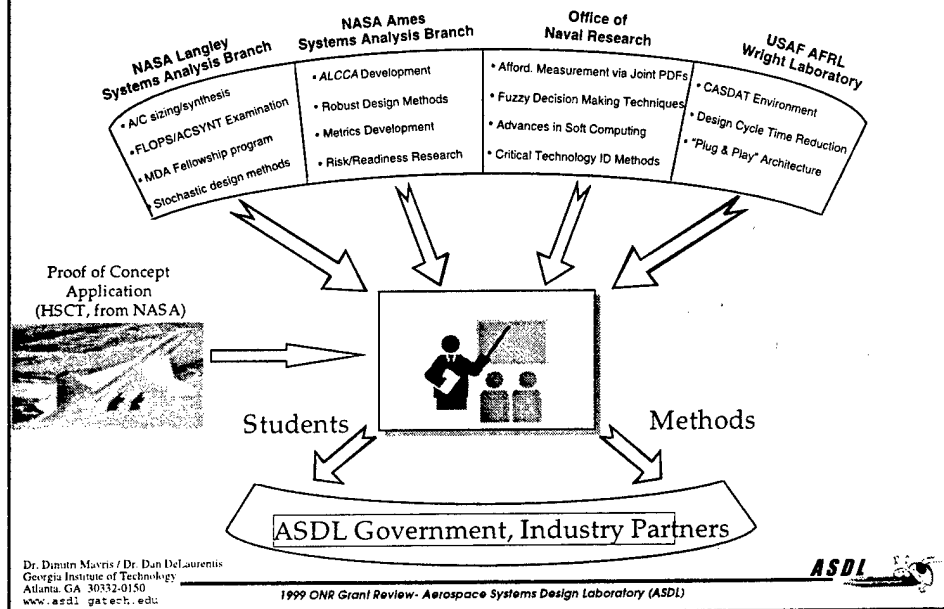 NASA Langley
Systems Analysis Branch
• A/C sizing/synthesis
• FLOPS/ACSYNT Examination
• MDA Fellowship program
• Stochastic design methods
NASA Ames
Systems Analysis Branch
• ALCCA Development
• Robust Design Methods
• Metrics Development
• Risk/Readiness Research
Office of
Naval Research
• Afford. Measurement via Joint PDFs
• Fuzzy Decision Making Techniques
• Advances in Soft Computing
• Critical Technology ID Methods
USAF AFRL
Wright Laboratory
• CASDAT Environment
• Design Cycle Time Reduction
• "Plug & Play" Architecture
Proof of Concept
Application
(HSCT, from NASA)
Students
Methods
ASDL Government, Industry Partners
Dr. Dimitri Mavris / Dr. Dan DeLaurentis
Georgia Institute of Technology
Atlanta, GA 30332-0150
www.asdl.gatech.edu
1999 ONR Grant Review- Aerospace Systems Design Laboratory (ASDL)
ASDL